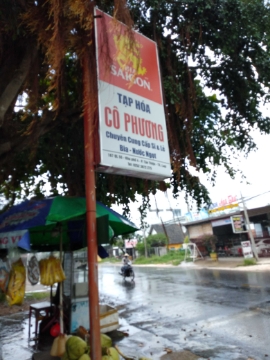 SAIGON
TẠP HÓA
CÔ PHƯƠNG
Chuyên Cung Cấp Sỉ & Lẻ
Bia - Nước Ngọt